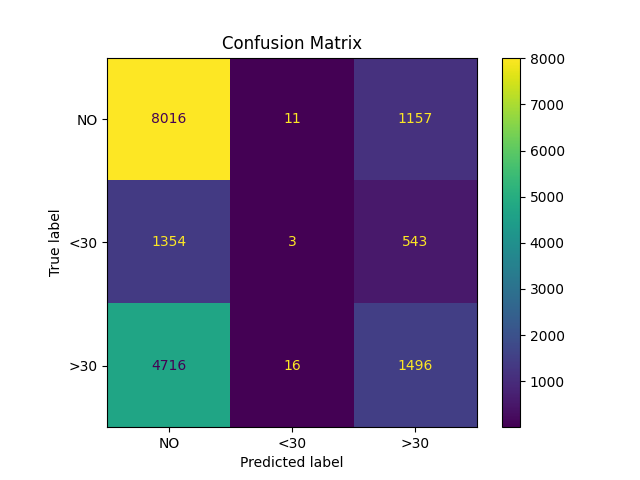 Confusion Matrix
True label
NO
8016 11 1157
<30
1354 3 543
>30
4716 16 1496
NO <30 >30
Predicted label
8000
7000
6000
5000
4000
3000
2000
1000